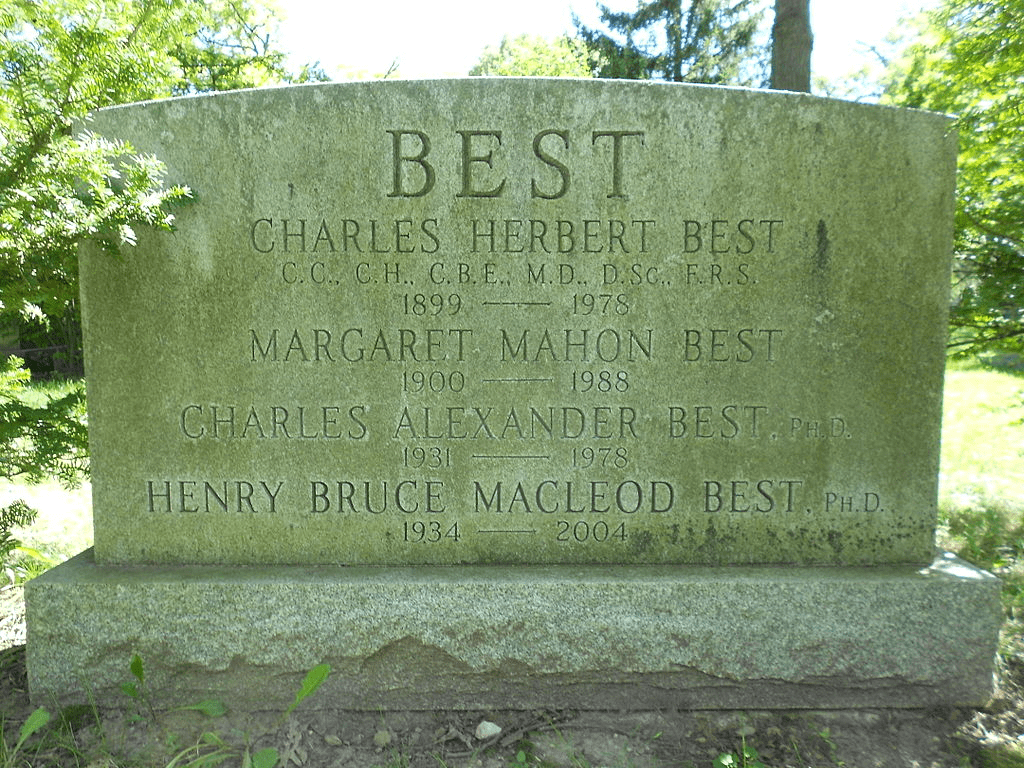 BEST
CHARLES HERBERT BEST
C.C., C.H., C.B.E., M.D., D.Sc., F.R.S.
1899 — 1978
MARGARET MAHON BEST
1900 — 1988
CHARLES ALEXANDER BEST, Ph.D.
1931 — 1978
HENRY BRUCE MACLEOD BEST, Ph.D.
1934 — 2004